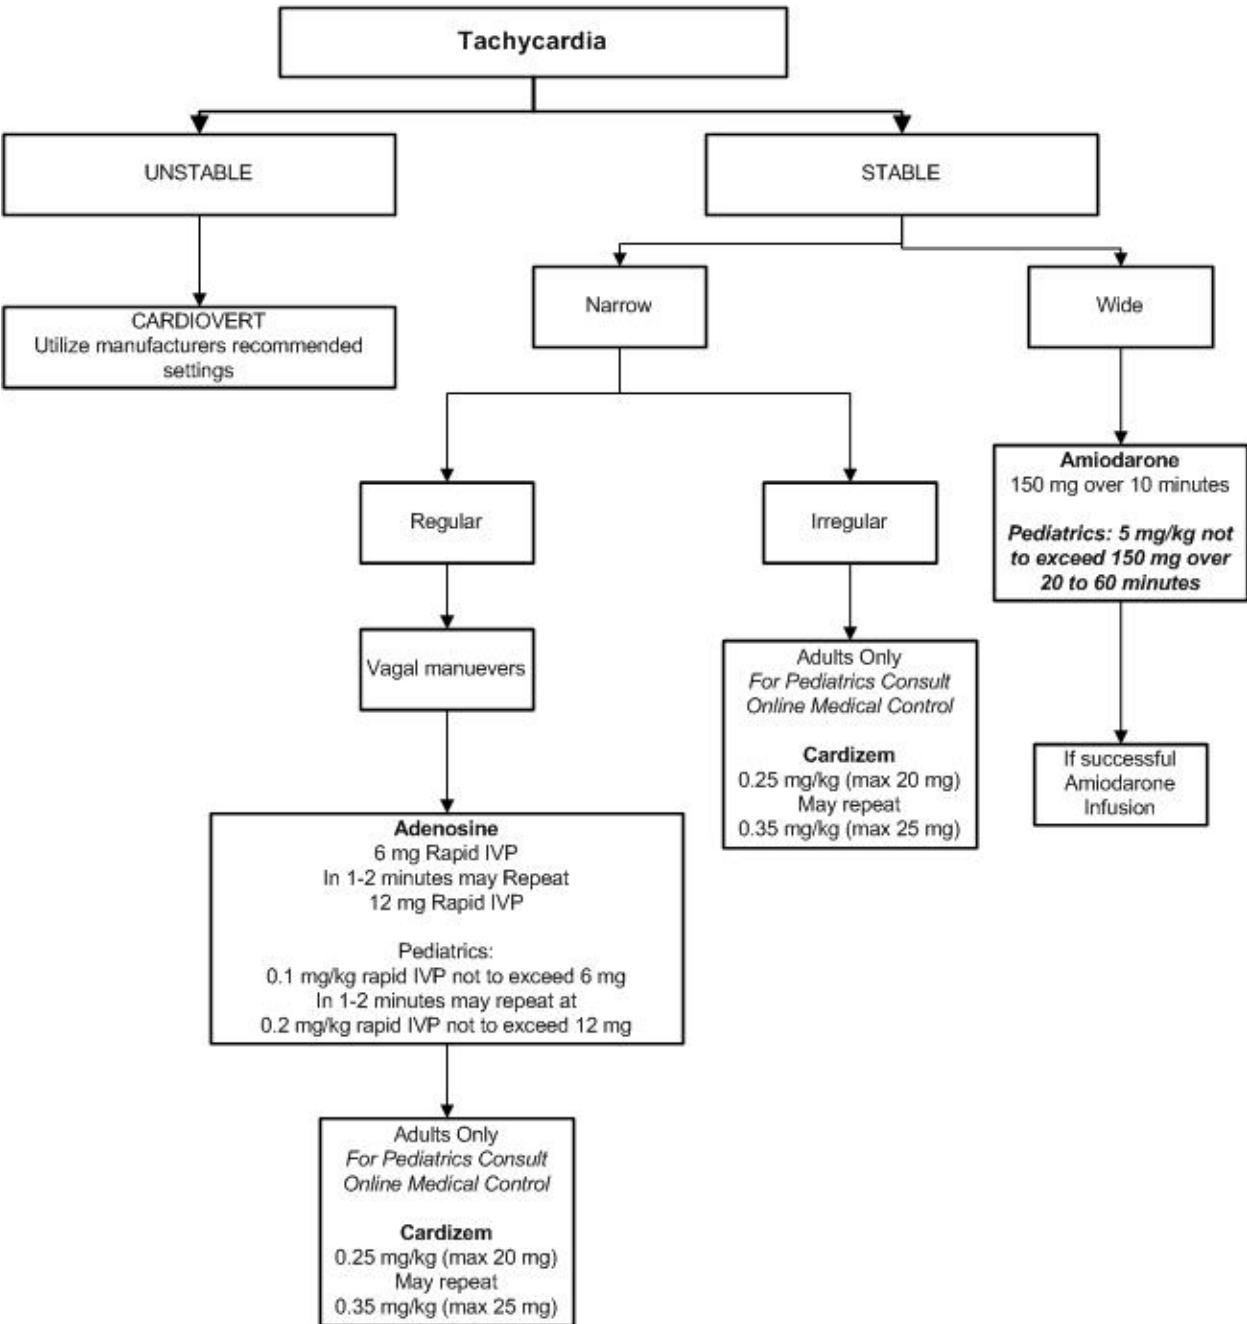 Tachycardia
UNSTABLE
STABLE
CARDIOVERT
Utilize manufacturers recommended
settings
Narrow
Wide
Regular
Irregular
Amiodarone
150 mg over 10 minutes
Pediatrics: 5 mg/kg not
to exceed 150 mg over
20 to 60 minutes
Vagal manuevers
Adults Only
For Pediatrics Consult
Online Medical Control
Cardizem
0.25 mg/kg (max 20 mg)
May repeat
0.35 mg/kg (max 25 mg)
If successful
Amiodarone
Infusion
Adenosine
6 mg Rapid IVP
In 1-2 minutes may Repeat
12 mg Rapid IVP
Pediatrics:
0.1 mg/kg rapid IVP not to exceed 6 mg
In 1-2 minutes may repeat at
0.2 mg/kg rapid IVP not to exceed 12 mg
Adults Only
For Pediatrics Consult
Online Medical Control
Cardizem
0.25 mg/kg (max 20 mg)
May repeat
0.35 mg/kg (max 25 mg)